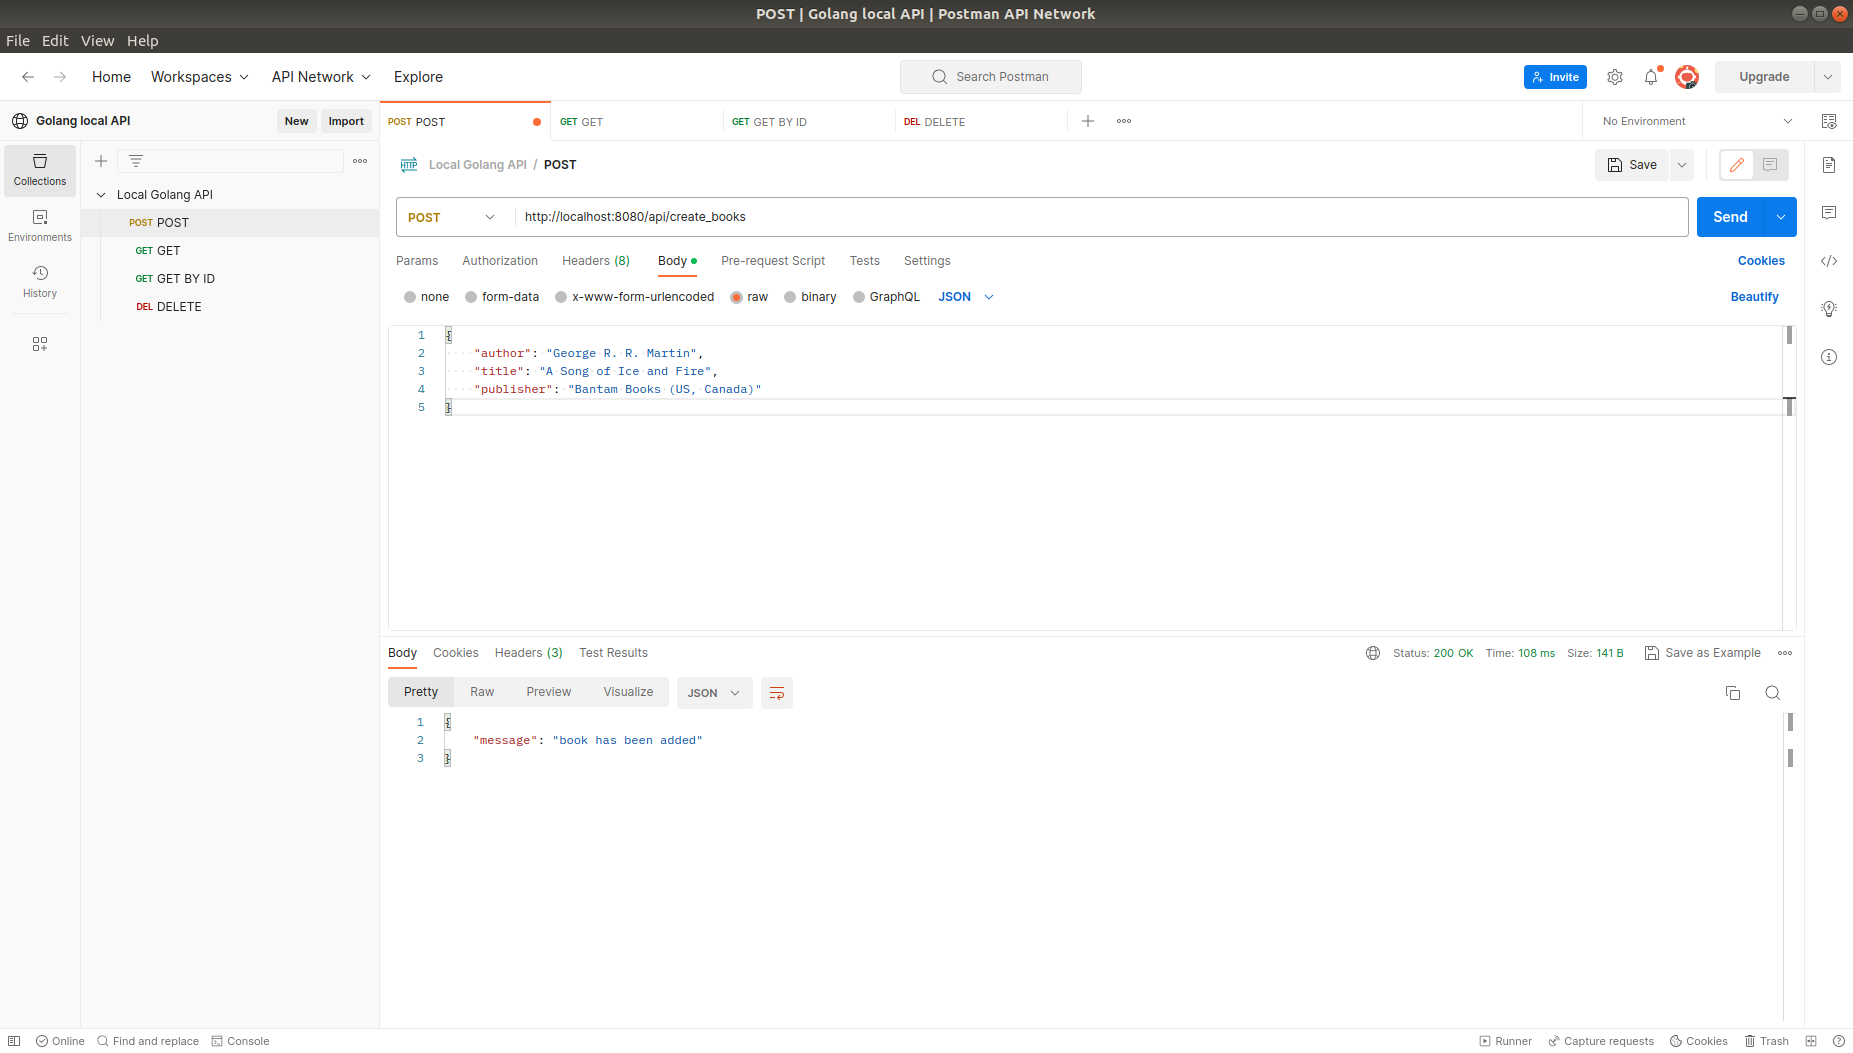 POST | Golang local API | Postman API Network
File Edit View Help
Home Workspaces API Network Explore
Search Postman
Invite
Upgrade
Golang local API
New Import
POST POST
GET GET
GET GET BY ID
DEL DELETE
No Environment
Collections
Environments
History
Local Golang API
POST POST
GET GET
GET GET BY ID
DEL DELETE
HTTP Local Golang API / POST
Save
POST http://localhost:8080/api/create_books
Send
Params Authorization Headers (8) Body Pre-request Script Tests Settings
Cookies
none form-data x-www-form-urlencoded raw binary GraphQL JSON
Beautify
1 {
2 "author": "George R. R. Martin",
3 "title": "A Song of Ice and Fire",
4 "publisher": "Bantam Books (US, Canada)"
5 }
Body Cookies Headers (3) Test Results
Status: 200 OK Time: 108 ms Size: 141 B Save as Example
Pretty Raw Preview Visualize JSON
1 {
2 "message": "book has been added"
3 }
Online Find and replace Console
Runner Capture requests Cookies Trash